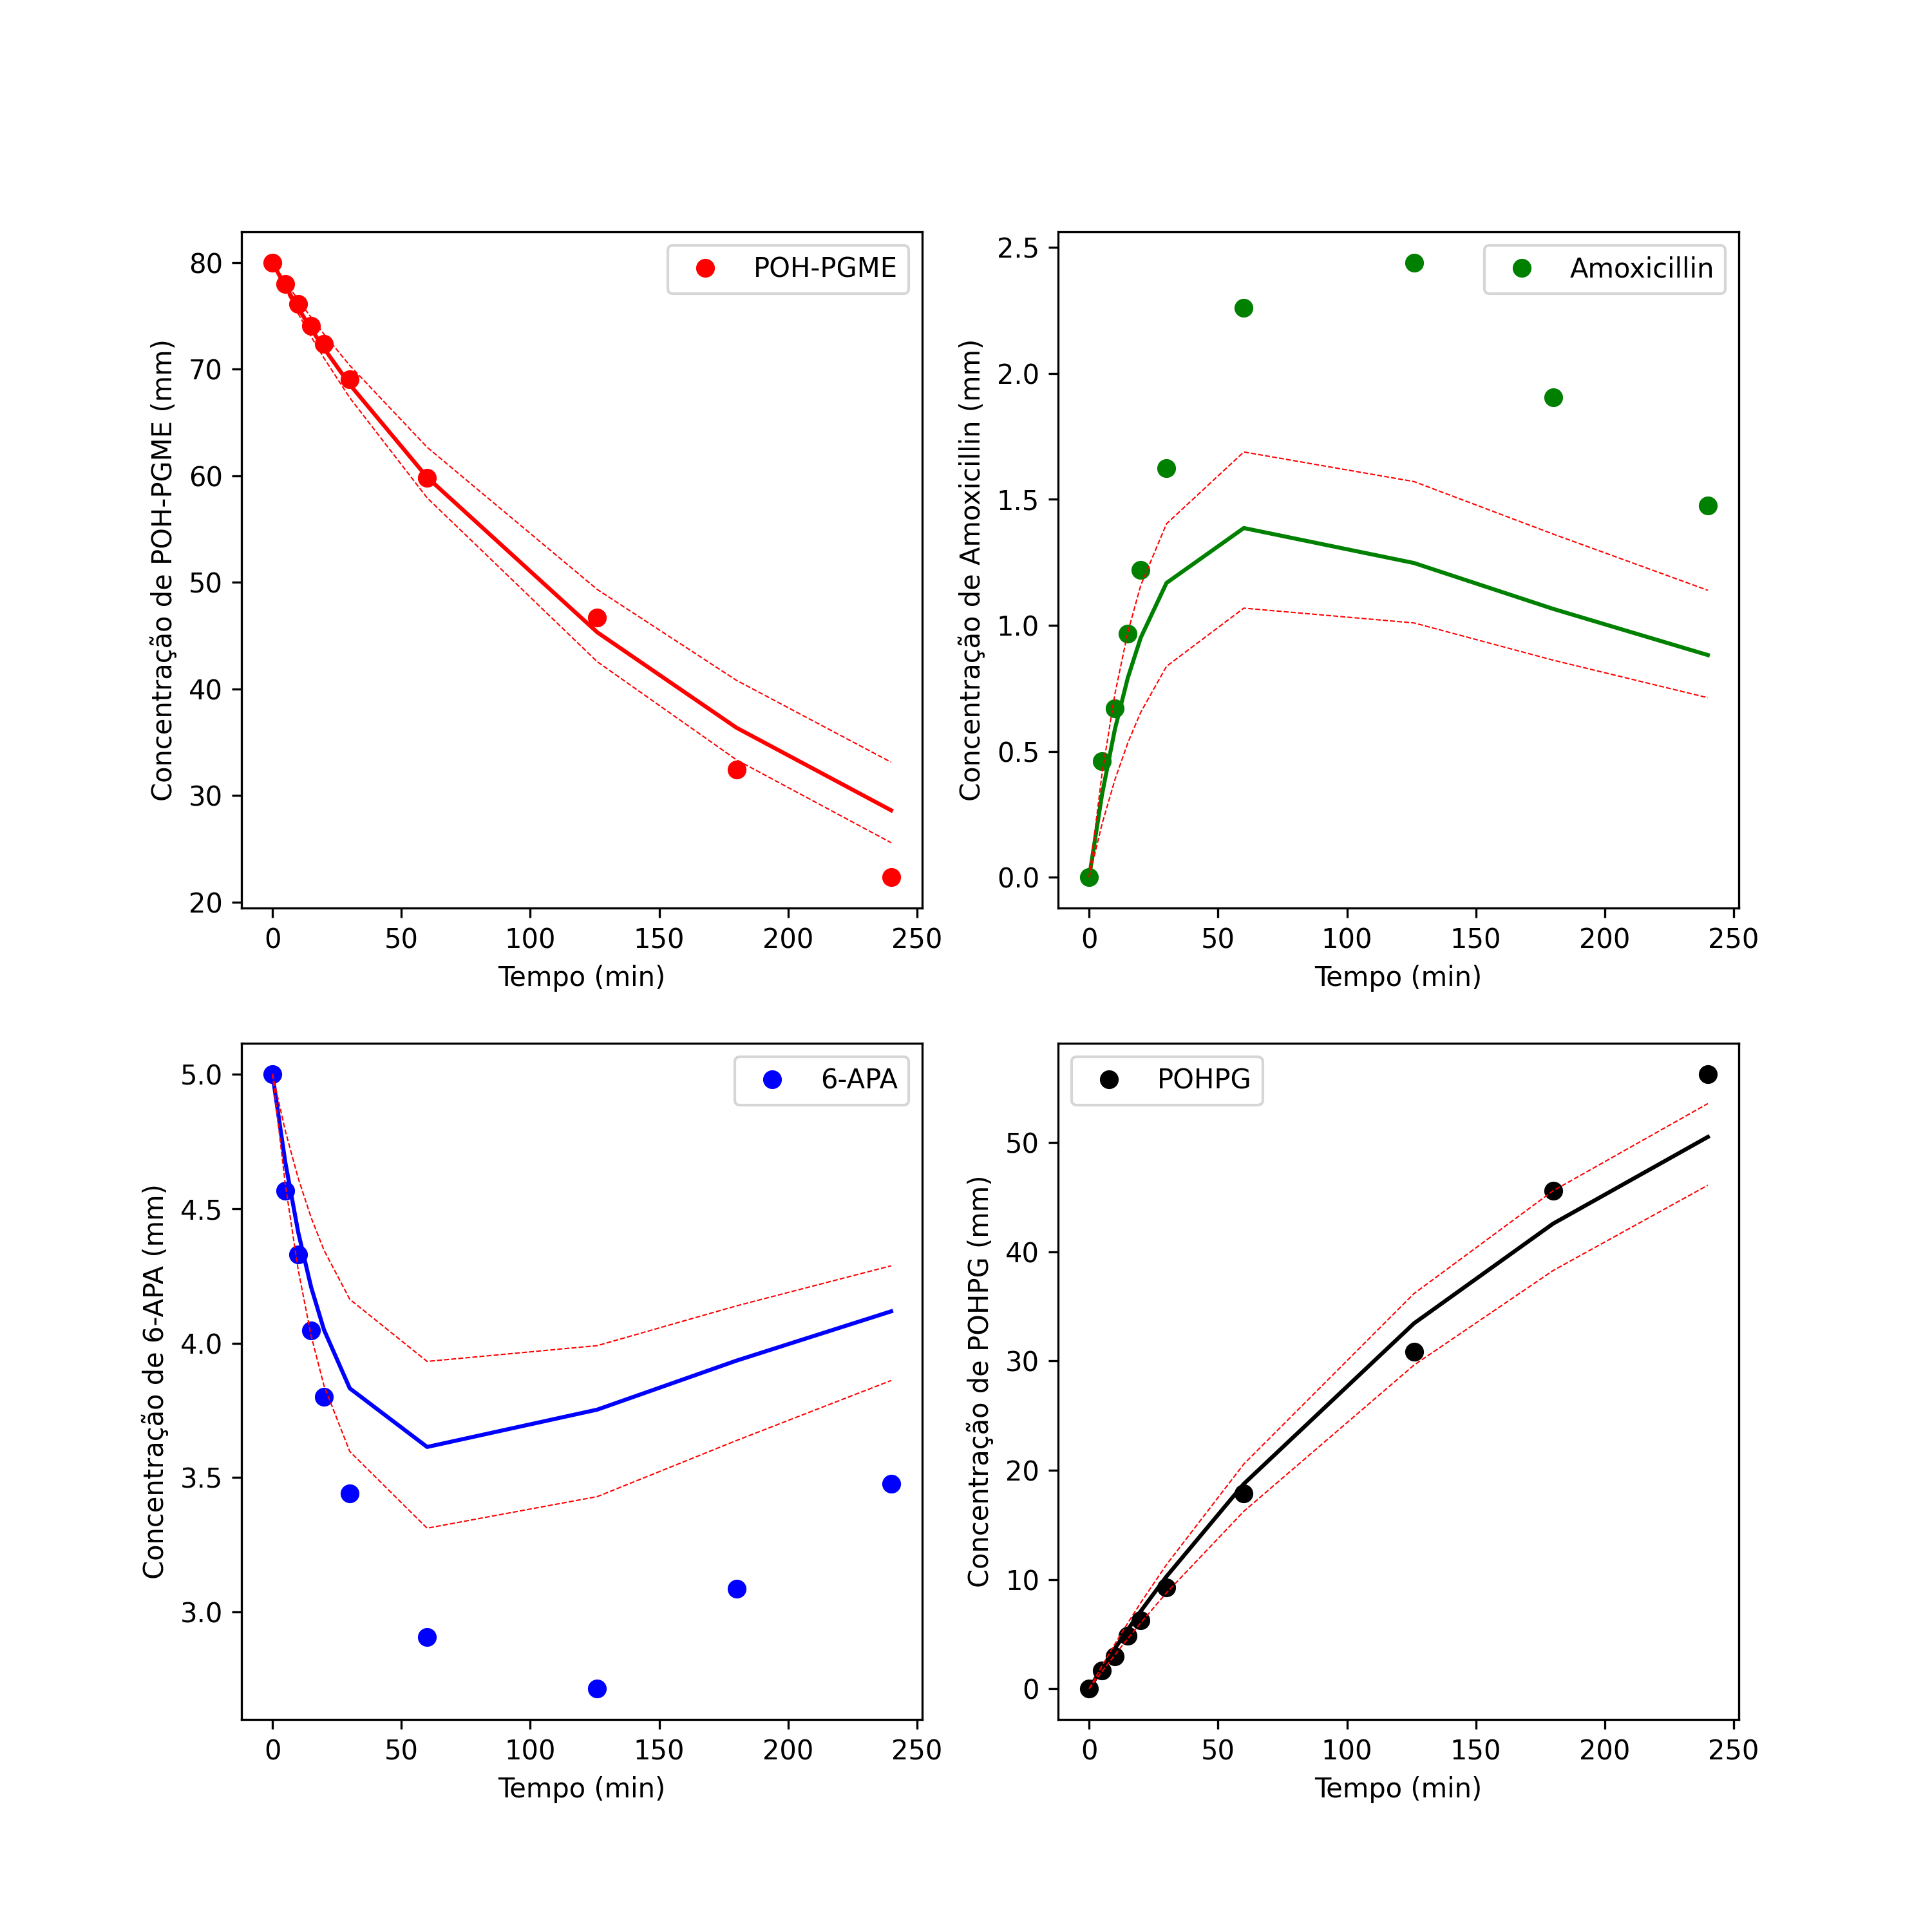 POH-PGME
80
70
60
50
40
30
20
Concentração de POH-PGME (mm)
0 50 100 150 200 250
Tempo (min)
Amoxicillin
2.5
2.0
1.5
1.0
0.5
0.0
Concentração de Amoxicillin (mm)
0 50 100 150 200 250
Tempo (min)
6-APA
5.0
4.5
4.0
3.5
3.0
Concentração de 6-APA (mm)
0 50 100 150 200 250
Tempo (min)
POHPG
50
40
30
20
10
0
Concentração de POHPG (mm)
0 50 100 150 200 250
Tempo (min)